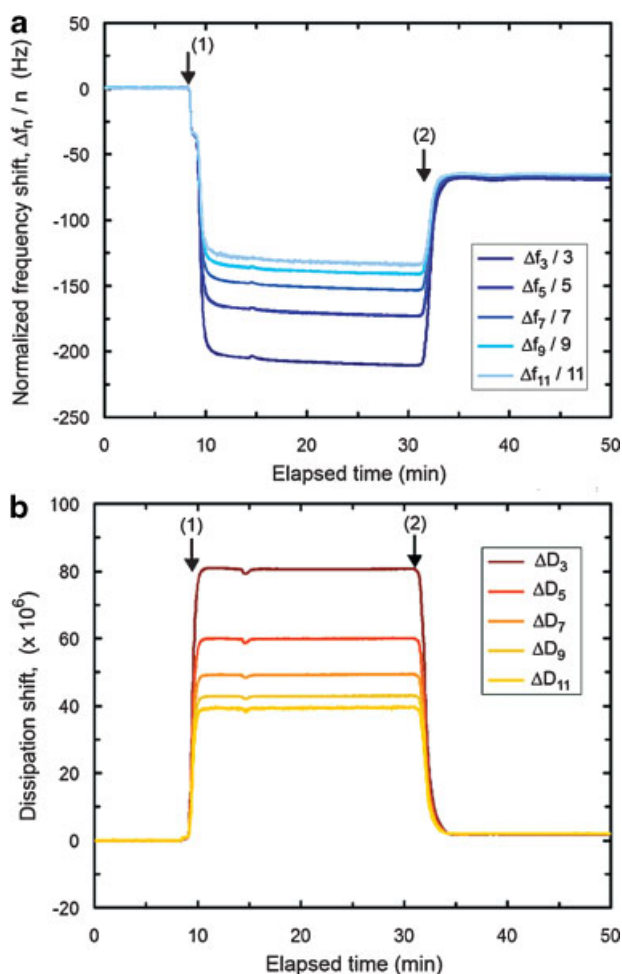 a
Normalized frequency shift, Δfₙ / n (Hz)
50
0
-50
-100
-150
-200
-250
(1)
(2)
Δf₃ / 3
Δf₅ / 5
Δf₇ / 7
Δf₉ / 9
Δf₁₁ / 11
0 10 20 30 40 50
Elapsed time (min)
b
Dissipation shift, (x 10⁶)
100
80
60
40
20
0
-20
(1)
(2)
ΔD₃
ΔD₅
ΔD₇
ΔD₉
ΔD₁₁
0 10 20 30 40 50
Elapsed time (min)